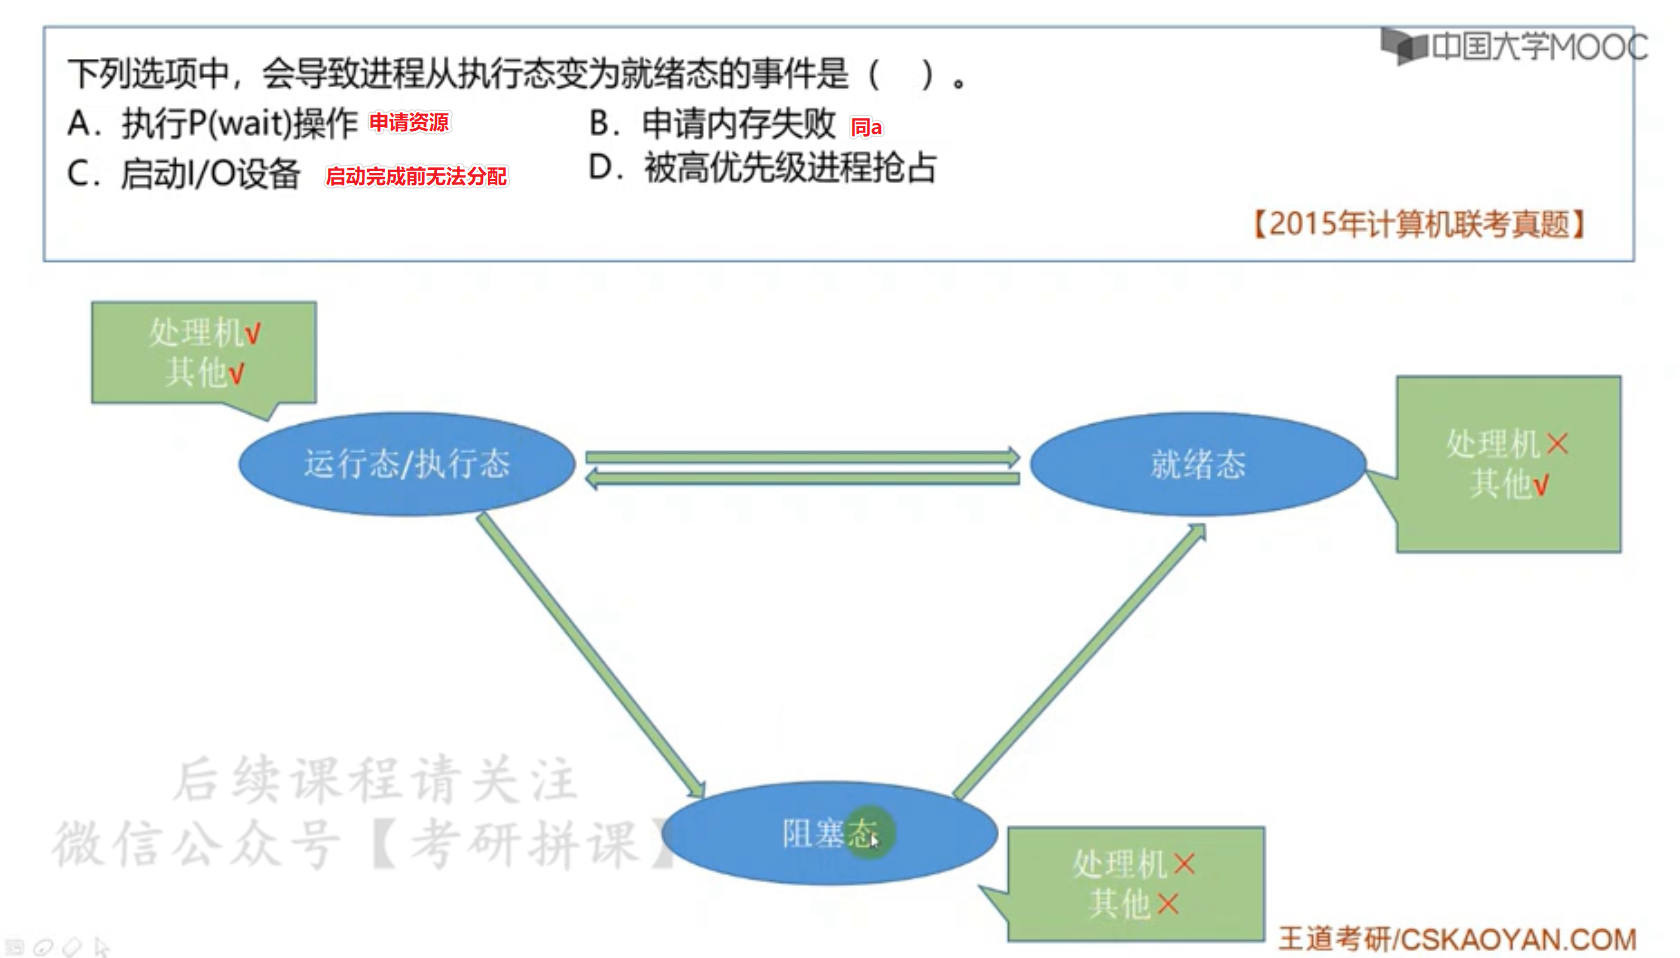 中国大学MOOC
下列选项中，会导致进程从执行态变为就绪态的事件是（　）。
A．执行P(wait)操作 申请资源 B．申请内存失败 同a
C．启动I/O设备 启动完成前无法分配 D．被高优先级进程抢占
【2015年计算机联考真题】
处理机√
其他√
运行态/执行态
就绪态
处理机×
其他√
后续课程请关注
微信公众号【考研拼课】
阻塞态
处理机×
其他×
王道考研/CSKAOYAN.COM